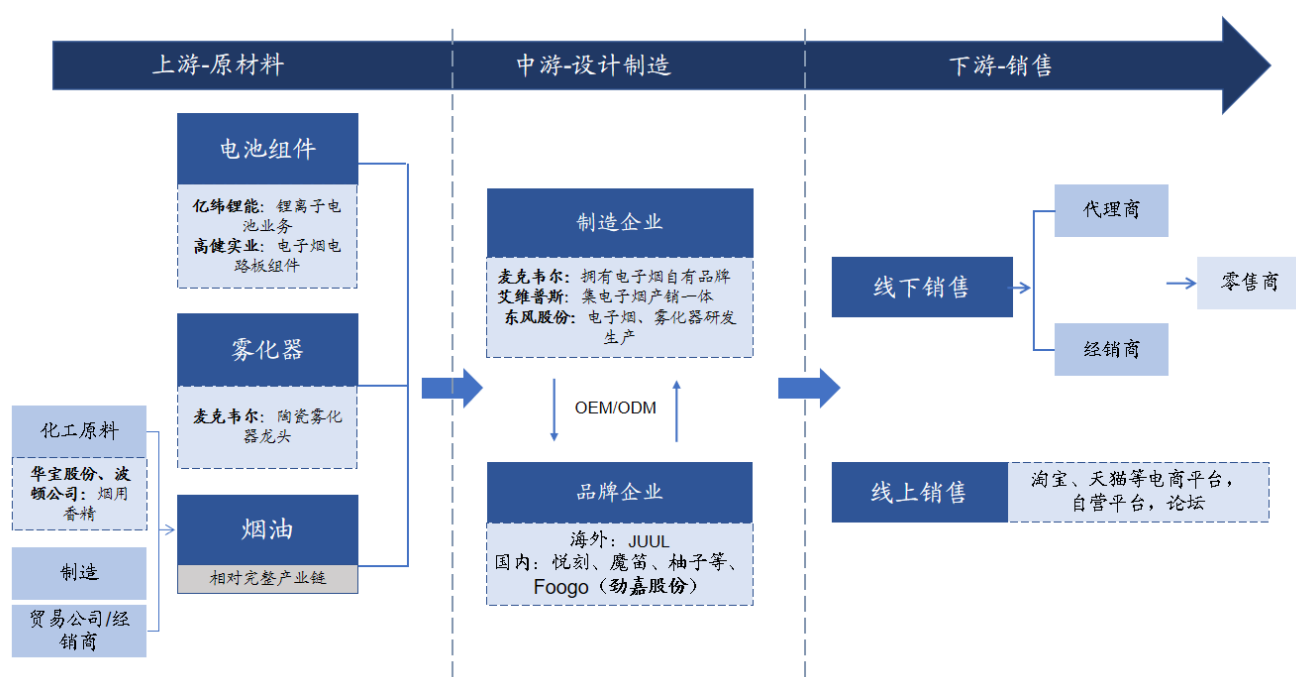 上游-原材料
中游-设计制造
下游-销售
电池组件
亿纬锂能：锂离子电
池业务
高健实业：电子烟电
路板组件
雾化器
麦克韦尔：陶瓷雾化
器龙头
化工原料
华宝股份、波
顿公司：烟用
香精
制造
贸易公司/经
销商
烟油
相对完整产业链
制造企业
麦克韦尔：拥有电子烟自有品牌
艾维普斯：集电子烟产销一体
东风股份：电子烟、雾化器研发
生产
OEM/ODM
品牌企业
海外：JUUL
国内：悦刻、魔笛、柚子等、
Foogo（劲嘉股份）
线下销售
代理商
经销商
零售商
线上销售
淘宝、天猫等电商平台，
自营平台，论坛